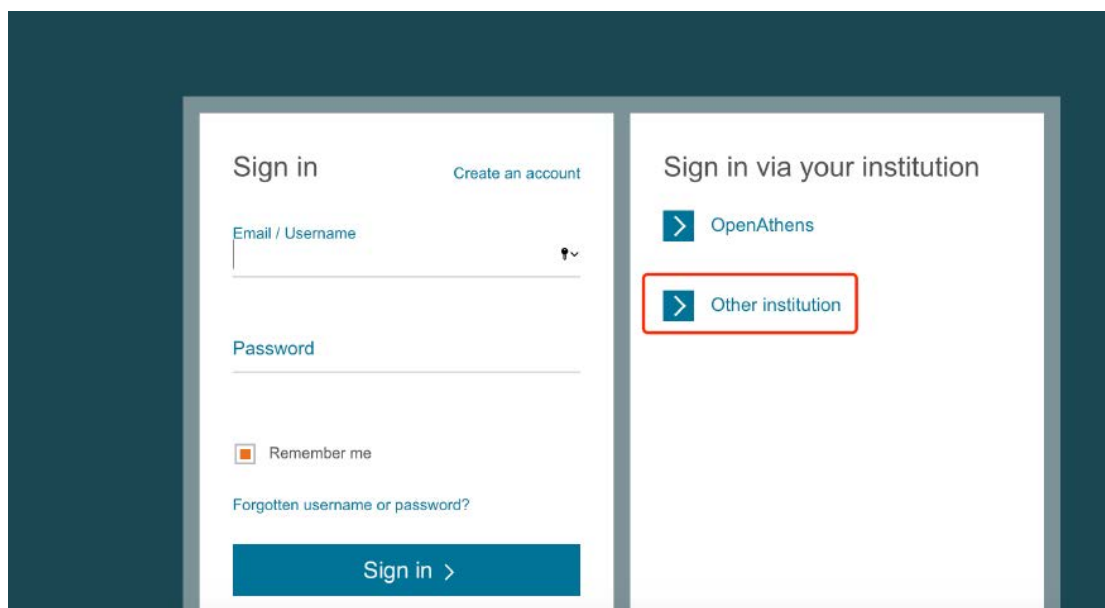 Sign in
Create an account
Email / Username
Password
Remember me
Forgotten username or password?
Sign in
Sign in via your institution
OpenAthens
Other institution